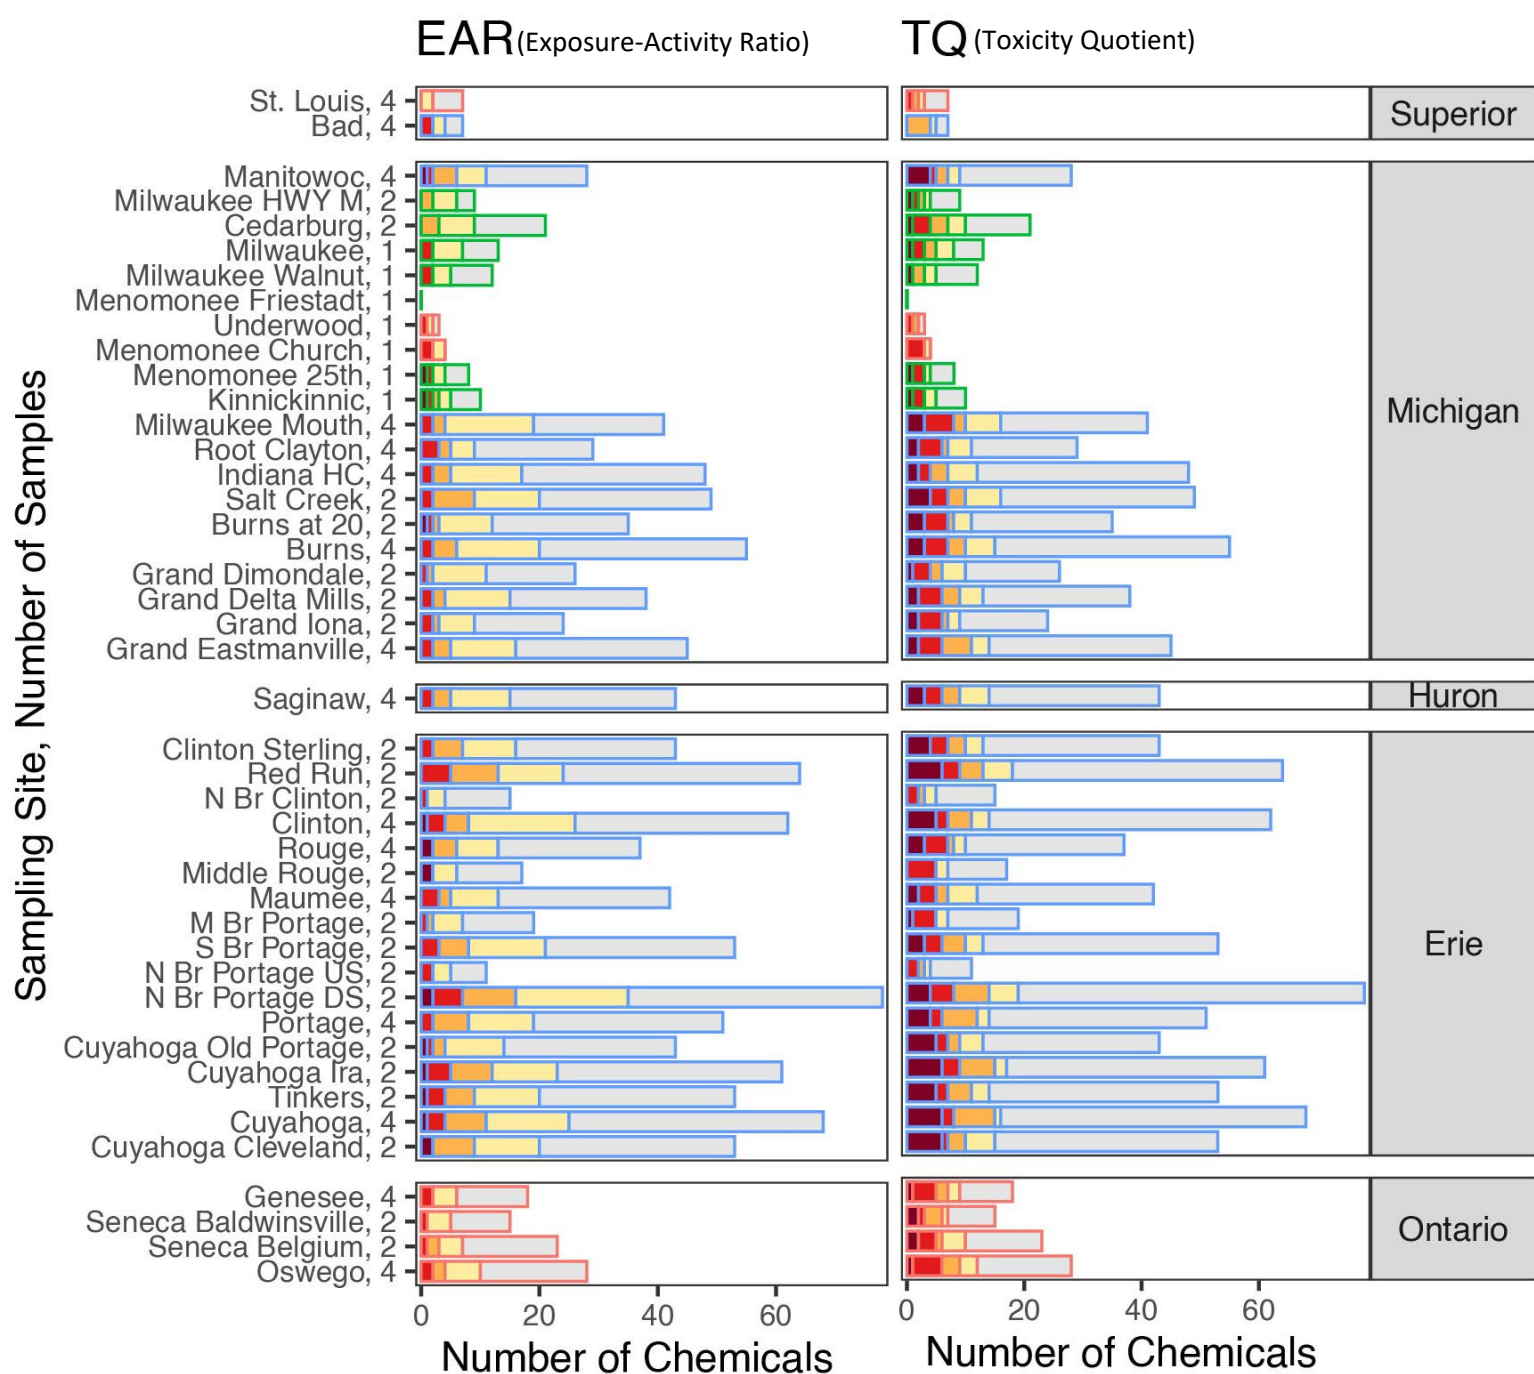 EAR (Exposure-Activity Ratio)
TQ (Toxicity Quotient)
Sampling Site, Number of Samples
St. Louis, 4
Bad, 4
Superior
Manitowoc, 4
Milwaukee HWY M, 2
Cedarburg, 2
Milwaukee, 1
Milwaukee Walnut, 1
Menomonee Friestadt, 1
Underwood, 1
Menomonee Church, 1
Menomonee 25th, 1
Kinnickinnic, 1
Milwaukee Mouth, 4
Root Clayton, 4
Indiana HC, 4
Salt Creek, 2
Burns at 20, 2
Burns, 4
Grand Dimondale, 2
Grand Delta Mills, 2
Grand Iona, 2
Grand Eastmanville, 4
Michigan
Saginaw, 4
Huron
Clinton Sterling, 2
Red Run, 2
N Br Clinton, 2
Clinton, 4
Rouge, 4
Middle Rouge, 2
Maumee, 4
M Br Portage, 2
S Br Portage, 2
N Br Portage US, 2
N Br Portage DS, 2
Portage, 4
Cuyahoga Old Portage, 2
Cuyahoga Ira, 2
Tinkers, 2
Cuyahoga, 4
Cuyahoga Cleveland, 2
Erie
Genesee, 4
Seneca Baldwinsville, 2
Seneca Belgium, 2
Oswego, 4
Ontario
0 20 40 60
0 20 40 60
Number of Chemicals
Number of Chemicals